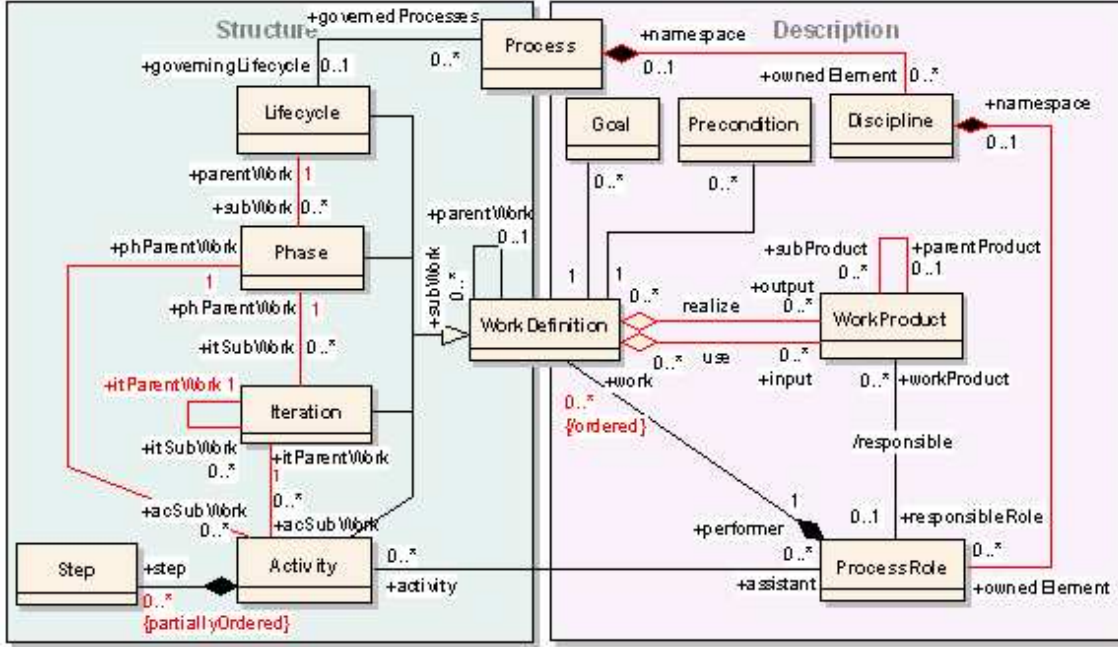 Structure
Description
+governedProcesses
0..*
Process
+namespace
0..1
+governingLifecycle 0..1
+ownedElement 0..*
Lifecycle
Goal
Precondition
Discipline
+namespace
0..1
+parentWork 1
0..*
0..*
+subWork 0..*
+parentWork
0..1
+phParentWork
1
Phase
+subWork
0..*
+subProduct
0..*
+parentProduct
0..1
+phParentWork 1
1
1
0..*
realize
+output
0..*
WorkDefinition
WorkProduct
+itSubWork 0..*
0..*
use
0..*
+input
+itParentWork 1
Iteration
+work
0..*
{/ordered}
0..*
+workProduct
+itSubWork
0..*
+itParentWork
1
/responsible
0..*
+acSubWork
0..*
+acSubWork
1
+performer
0..1
+responsibleRole
Step
+step
0..*
{partiallyOrdered}
Activity
0..*
+activity
0..*
+assistant
ProcessRole
0..*
+ownedElement